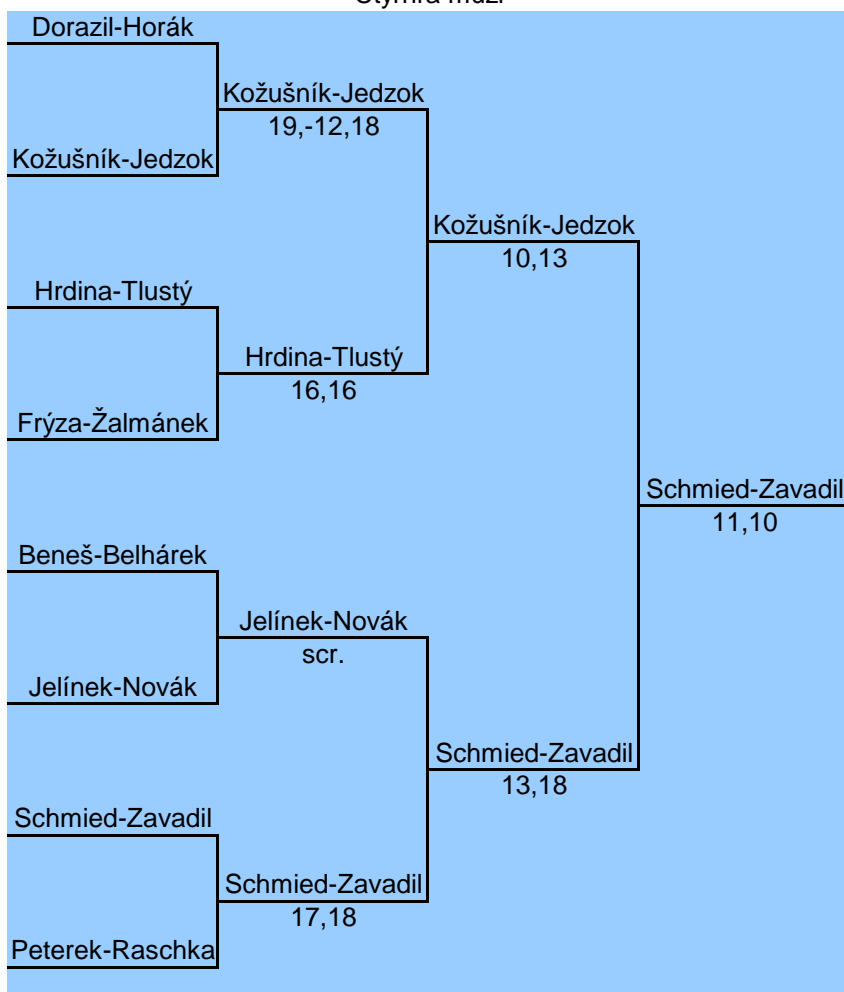 Dorazil-Horák
Kožušník-Jedzok
19,-12,18
Kožušník-Jedzok
Kožušník-Jedzok
10,13
Hrdina-Tlustý
Hrdina-Tlustý
16,16
Frýza-Žalmánek
Schmied-Zavadil
11,10
Beneš-Belhárek
Jelínek-Novák
scr.
Jelínek-Novák
Schmied-Zavadil
13,18
Schmied-Zavadil
Schmied-Zavadil
17,18
Peterek-Raschka